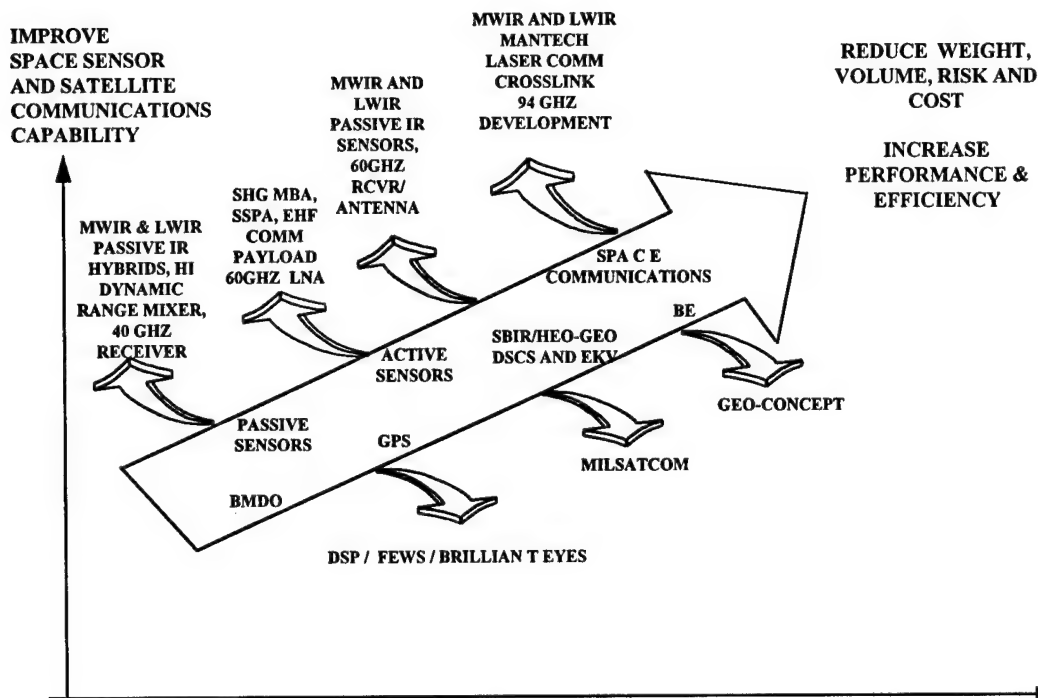 IMPROVE
SPACE SENSOR
AND SATELLITE
COMMUNICATIONS
CAPABILITY
MWIR & LWIR
PASSIVE IR
HYBRIDS, HI
DYNAMIC
RANGE MIXER,
40 GHZ
RECEIVER
SHG MBA,
SSPA, EHF
COMM
PAYLOAD
60GHZ LNA
MWIR AND
LWIR
PASSIVE IR
SENSORS,
60GHZ
RCVR/
ANTENNA
MWIR AND LWIR
MANTECH
LASER COMM
CROSSLINK
94 GHZ
DEVELOPMENT
REDUCE WEIGHT,
VOLUME, RISK AND
COST
INCREASE
PERFORMANCE &
EFFICIENCY
PASSIVE
SENSORS
ACTIVE
SENSORS
SPA C E
COMMUNICATIONS
BMDO
GPS
SBIR/HEO-GEO
DSCS AND EKV
BE
DSP / FEWS / BRILLIAN T EYES
MILSATCOM
GEO-CONCEPT